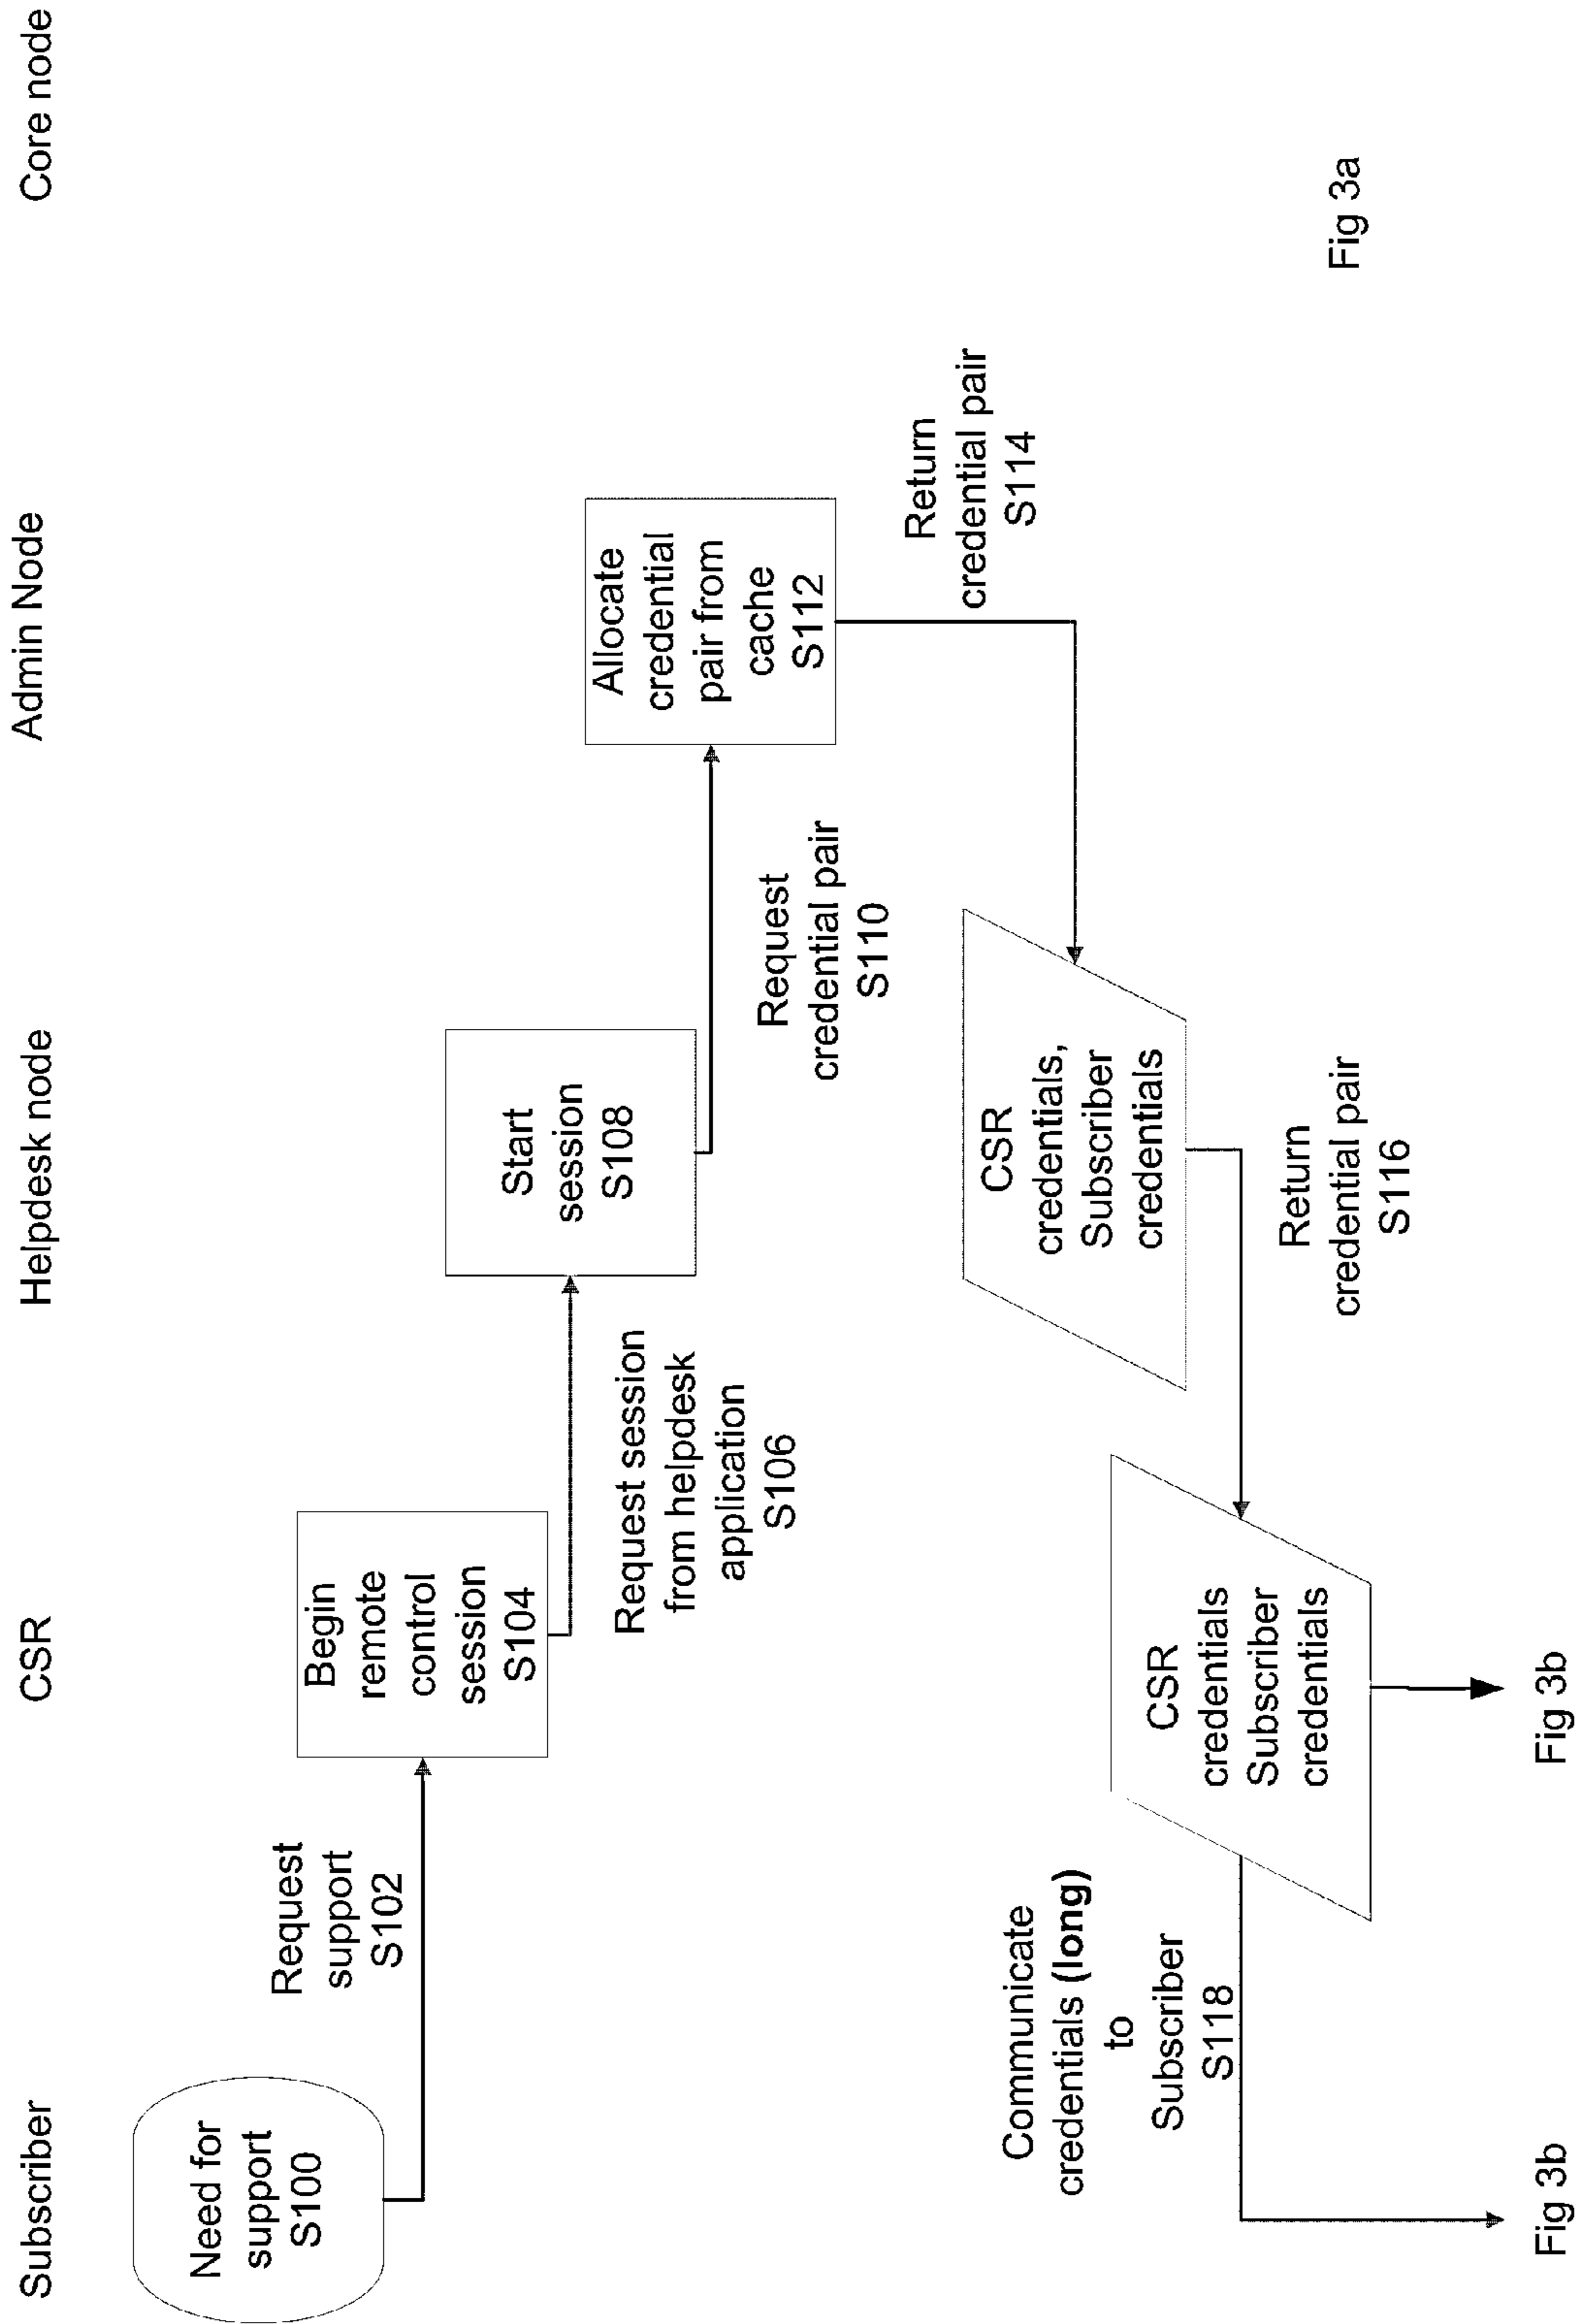 Subscriber
CSR
Helpdesk node
Admin Node
Core node
Need for
support
S100
Request
support
S102
Begin
remote
control
session
S104
Request session
from helpdesk
application
S106
Start
session
S108
Request
credential pair
S110
Allocate
credential
pair from
cache
S112
Return
credential pair
S114
CSR
credentials,
Subscriber
credentials
Return
credential pair
S116
CSR
credentials
Subscriber
credentials
Communicate
credentials (long)
to
Subscriber
S118
Fig 3b
Fig 3b
Fig 3a